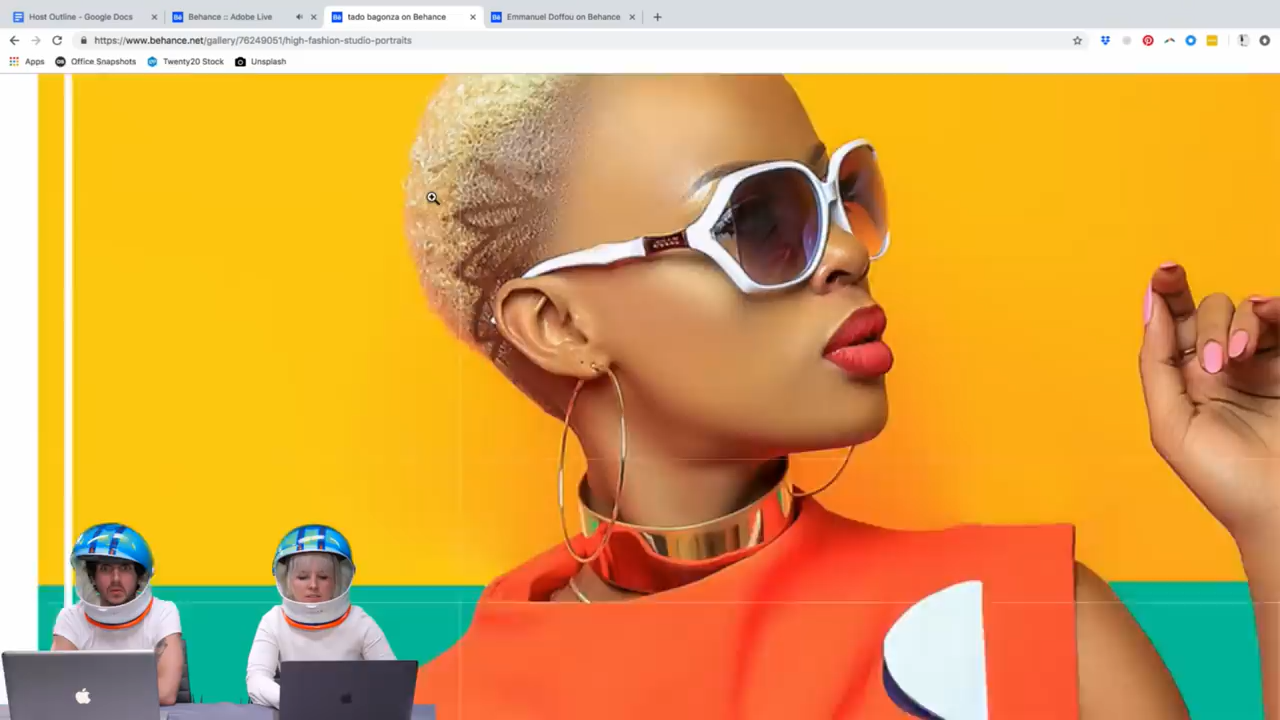 Host Outline - Google Docs
Behance :: Adobe Live
tado bagonza on Behance
Emmanuel Doffou on Behance
https://www.behance.net/gallery/76249051/high-fashion-studio-portraits
Apps
Office Snapshots
Twenty20 Stock
Unsplash